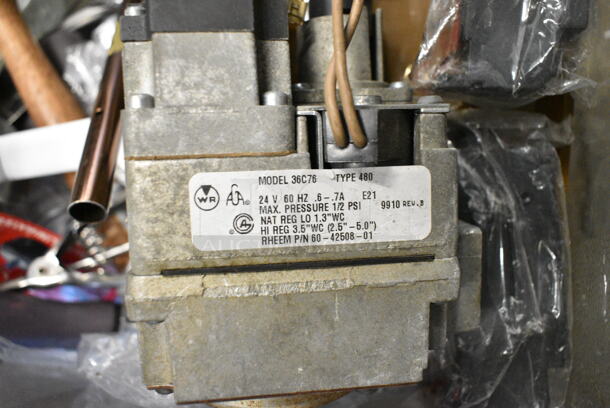 MODEL 36C76 TYPE 480
WR
24 V 60 HZ .6-.7A E21
MAX. PRESSURE 1/2 PSI 9910 REV. B
NAT REG LO 1.3"WC
HI REG 3.5"WC (2.5"-5.0")
RHEEM P/N 60-42508-01